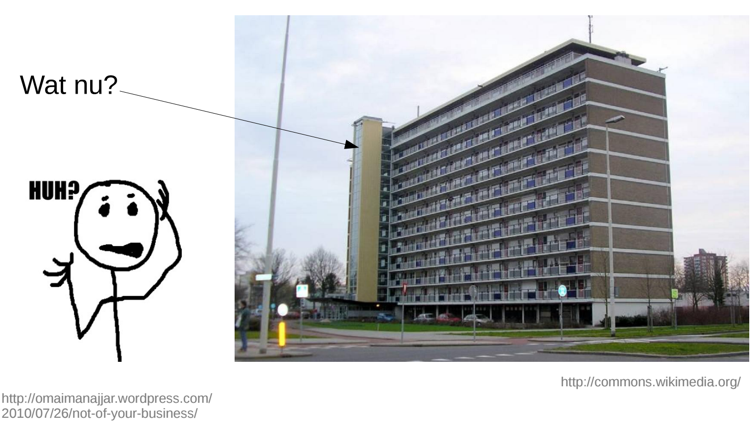 Wat nu?
HUH?
http://commons.wikimedia.org/
http://omaimanajjar.wordpress.com/
2010/07/26/not-of-your-business/